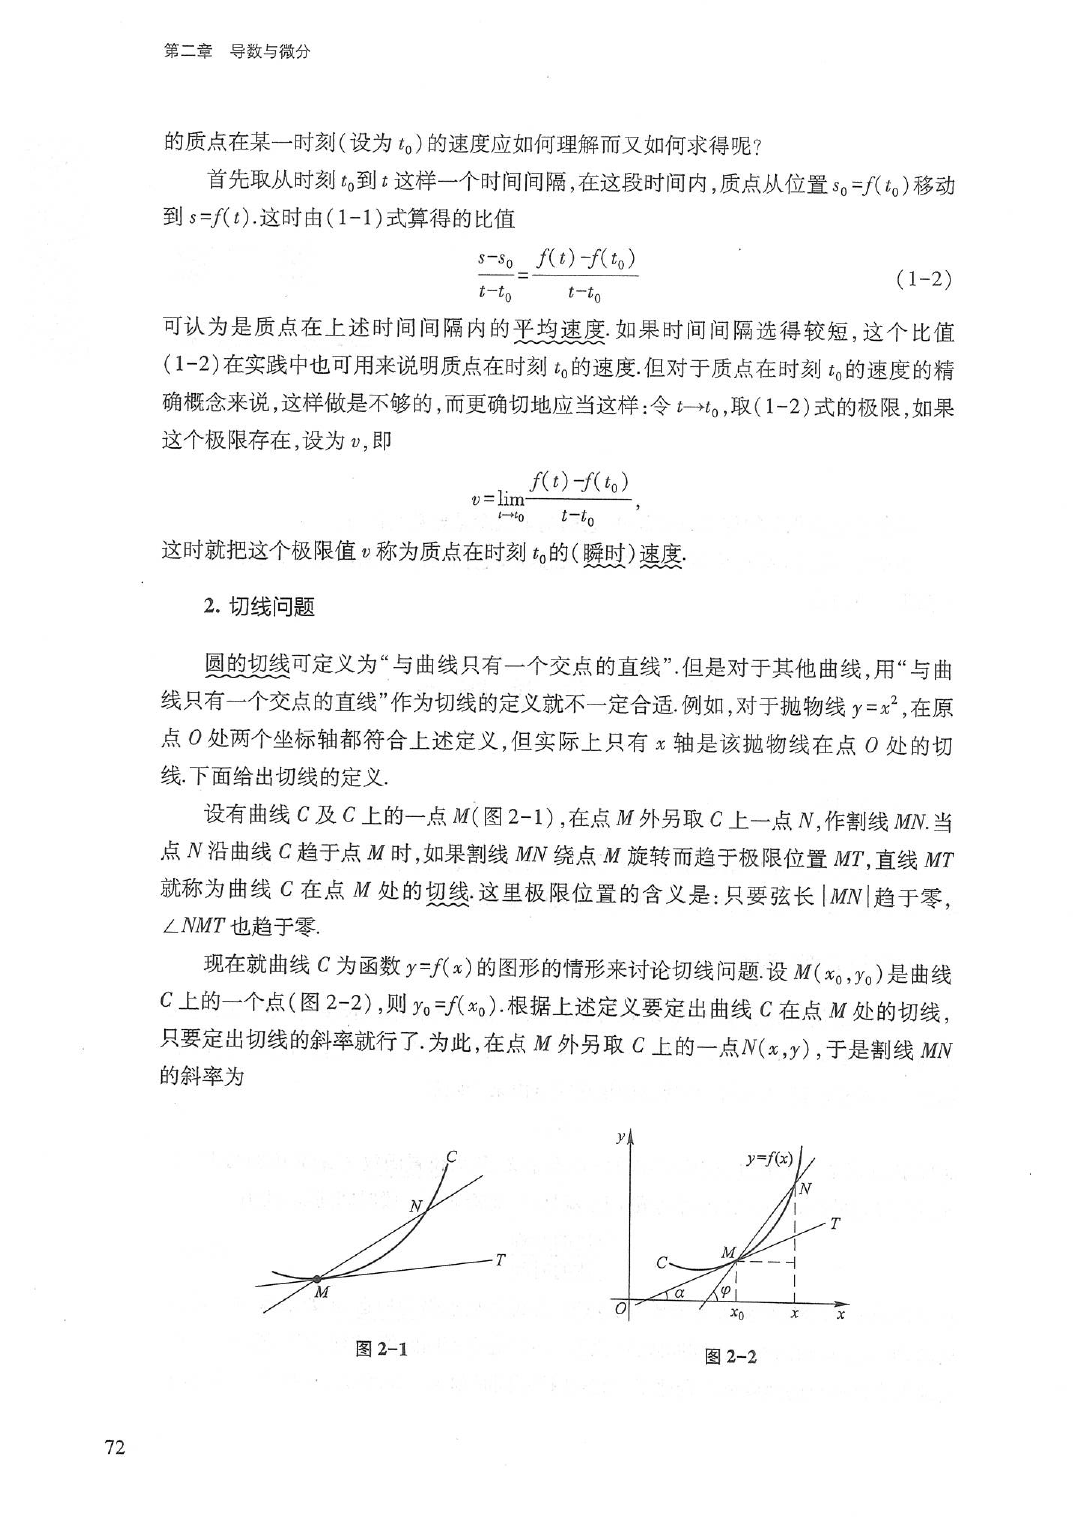 第二章 导数与微分
的质点在某一时刻(设为 t₀)的速度应如何理解而又如何求得呢?
首先取从时刻 t₀到 t 这样一个时间间隔,在这段时间内,质点从位置 s₀=f(t₀)移动
到 s=f(t).这时由(1-1)式算得的比值
(s-s₀)/(t-t₀)=(f(t)-f(t₀))/(t-t₀) (1-2)
可认为是质点在上述时间间隔内的平均速度.如果时间间隔选得较短,这个比值
(1-2)在实践中也可用来说明质点在时刻 t₀的速度.但对于质点在时刻 t₀的速度的精
确概念来说,这样做是不够的,而更确切地应当这样:令 t→t₀,取(1-2)式的极限,如果
这个极限存在,设为 v,即
v=lim_{t→t₀} (f(t)-f(t₀))/(t-t₀),
这时就把这个极限值 v 称为质点在时刻 t₀的(瞬时)速度.
2. 切线问题
圆的切线可定义为“与曲线只有一个交点的直线”.但是对于其他曲线,用“与曲
线只有一个交点的直线”作为切线的定义就不一定合适.例如,对于抛物线 y=x²,在原
点 O 处两个坐标轴都符合上述定义,但实际上只有 x 轴是该抛物线在点 O 处的切
线.下面给出切线的定义.
设有曲线 C 及 C 上的一点 M(图 2-1),在点 M 外另取 C 上一点 N,作割线 MN.当
点 N 沿曲线 C 趋于点 M 时,如果割线 MN 绕点 M 旋转而趋于极限位置 MT,直线 MT
就称为曲线 C 在点 M 处的切线.这里极限位置的含义是:只要弦长|MN|趋于零,
∠NMT 也趋于零.
现在就曲线 C 为函数 y=f(x)的图形的情形来讨论切线问题.设 M(x₀,y₀)是曲线
C 上的一个点(图 2-2),则 y₀=f(x₀).根据上述定义要定出曲线 C 在点 M 处的切线,
只要定出切线的斜率就行了.为此,在点 M 外另取 C 上的一点N(x,y),于是割线 MN
的斜率为
C
N
T
M
图 2-1
y
y=f(x)
N
T
M
C
α
φ
O
x₀
x
x
图 2-2
72